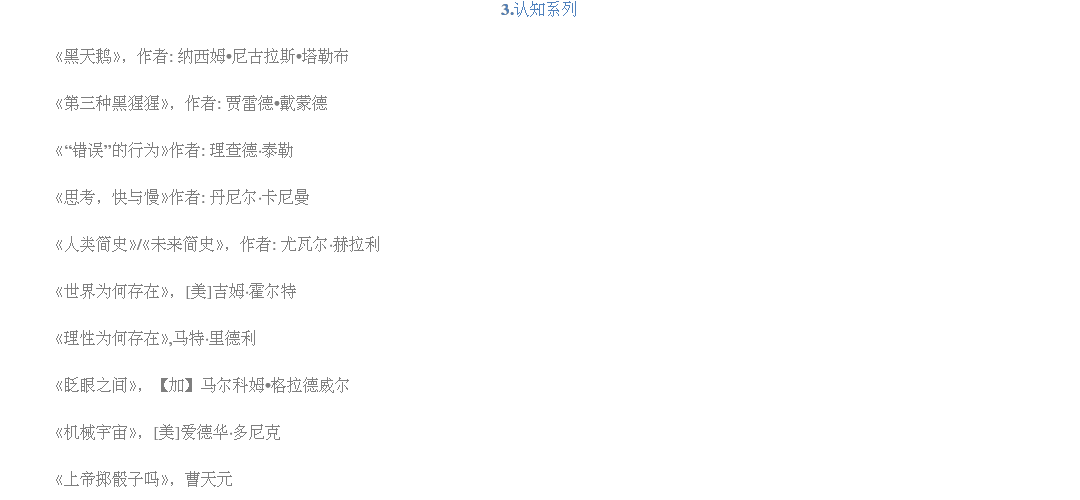 3.认知系列
《黑天鹅》，作者: 纳西姆•尼古拉斯•塔勒布
《第三种黑猩猩》，作者: 贾雷德•戴蒙德
《“错误”的行为》作者: 理查德·泰勒
《思考，快与慢》作者: 丹尼尔·卡尼曼
《人类简史》/《未来简史》，作者: 尤瓦尔·赫拉利
《世界为何存在》，[美]吉姆·霍尔特
《理性为何存在》,马特·里德利
《眨眼之间》，【加】马尔科姆•格拉德威尔
《机械宇宙》，[美]爱德华·多尼克
《上帝掷骰子吗》，曹天元